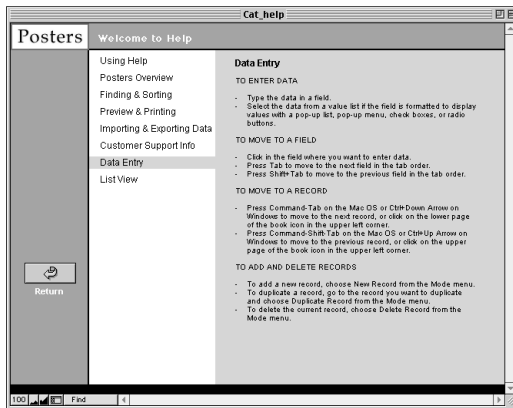 Cat_help
Posters
Welcome to Help
Using Help
Posters Overview
Finding & Sorting
Preview & Printing
Importing & Exporting Data
Customer Support Info
Data Entry
List View
Return
Data Entry
TO ENTER DATA
- Type the data in a field.
- Select the data from a value list if the field is formatted to display
values with a pop-up list, pop-up menu, check boxes, or radio
buttons.
TO MOVE TO A FIELD
- Click in the field where you want to enter data.
- Press Tab to move to the next field in the tab order.
- Press Shift+Tab to move to the previous field in the tab order.
TO MOVE TO A RECORD
- Press Command-Tab on the Mac OS or Ctrl+Down Arrow on
Windows to move to the next record, or click on the lower page
of the book icon in the upper left corner.
- Press Command-Shift-Tab on the Mac OS or Ctrl+Up Arrow on
Windows to move to the previous record, or click on the upper
page of the book icon in the upper left corner.
TO ADD AND DELETE RECORDS
- To add a new record, choose New Record from the Mode menu.
- To duplicate a record, go to the record you want to duplicate
and choose Duplicate Record from the Mode menu.
- To delete the current record, choose Delete Record from the
Mode menu.
100
Find